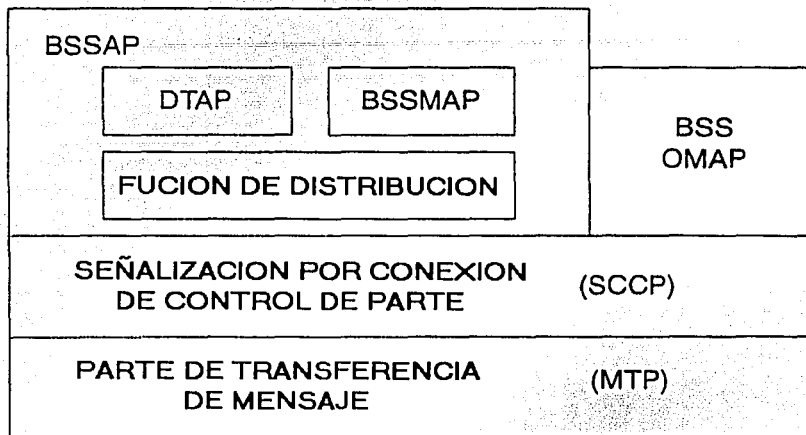 BSSAP
DTAP
BSSMAP
BSS
OMAP
FUCION DE DISTRIBUCION
SEÑALIZACION POR CONEXION
DE CONTROL DE PARTE
(SCCP)
PARTE DE TRANSFERENCIA
DE MENSAJE
(MTP)